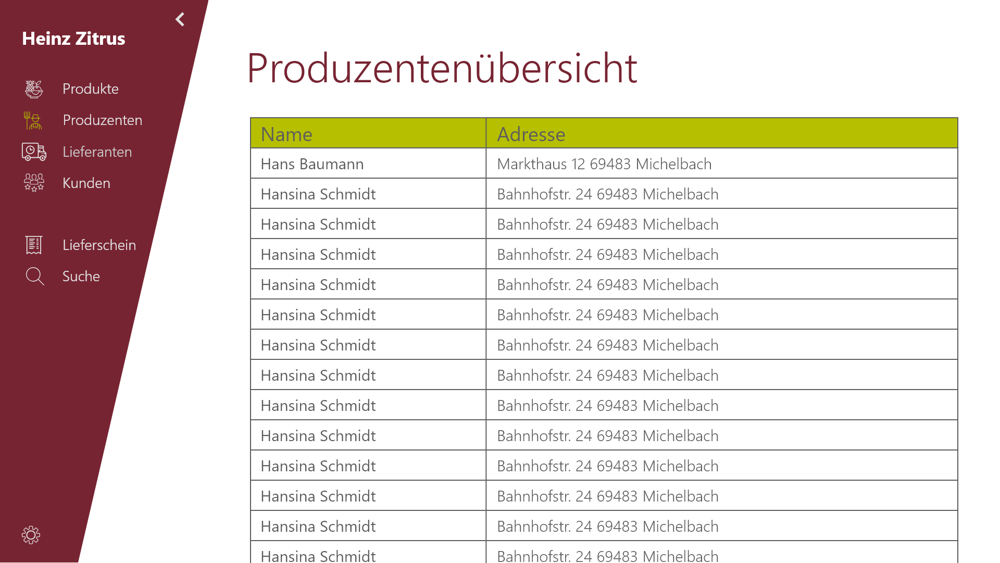 Heinz Zitrus
Produkte
Produzenten
Lieferanten
Kunden
Lieferschein
Suche
Produzentenübersicht
Name Adresse
Hans Baumann Markthaus 12 69483 Michelbach
Hansina Schmidt Bahnhofstr. 24 69483 Michelbach
Hansina Schmidt Bahnhofstr. 24 69483 Michelbach
Hansina Schmidt Bahnhofstr. 24 69483 Michelbach
Hansina Schmidt Bahnhofstr. 24 69483 Michelbach
Hansina Schmidt Bahnhofstr. 24 69483 Michelbach
Hansina Schmidt Bahnhofstr. 24 69483 Michelbach
Hansina Schmidt Bahnhofstr. 24 69483 Michelbach
Hansina Schmidt Bahnhofstr. 24 69483 Michelbach
Hansina Schmidt Bahnhofstr. 24 69483 Michelbach
Hansina Schmidt Bahnhofstr. 24 69483 Michelbach
Hansina Schmidt Bahnhofstr. 24 69483 Michelbach
Hansina Schmidt Bahnhofstr. 24 69483 Michelbach
Hansina Schmidt Bahnhofstr. 24 69483 Michelbach